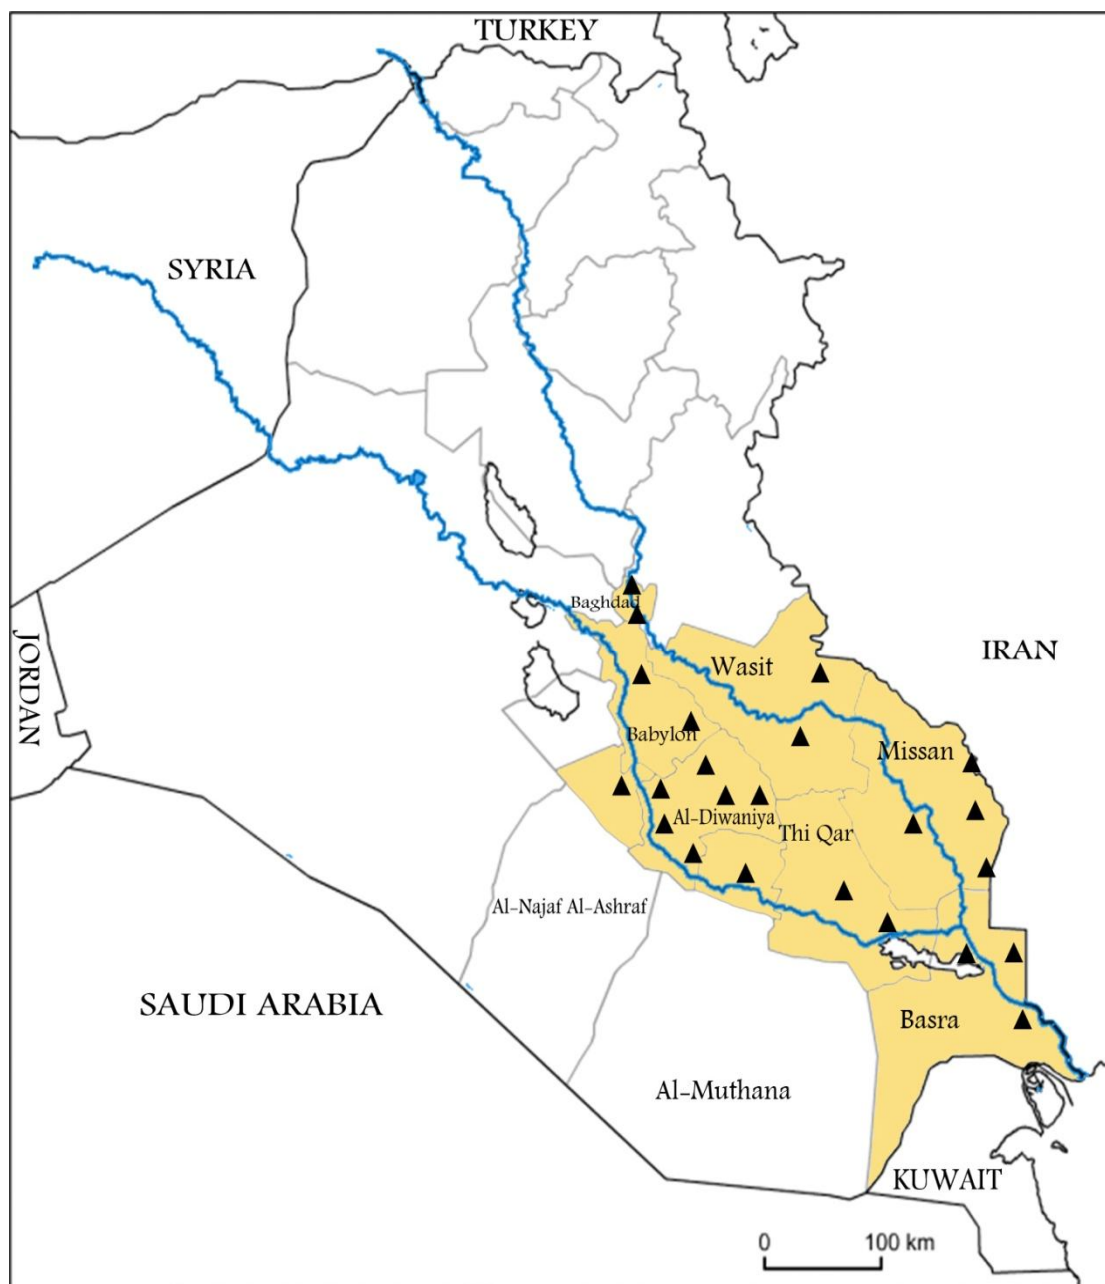 TURKEY
SYRIA
Baghdad
JORDAN
IRAN
Wasit
Babylon
Missan
Al-Diwaniya
Thi Qar
Al-Najaf Al-Ashraf
SAUDI ARABIA
Basra
Al-Muthana
KUWAIT
0 100 km